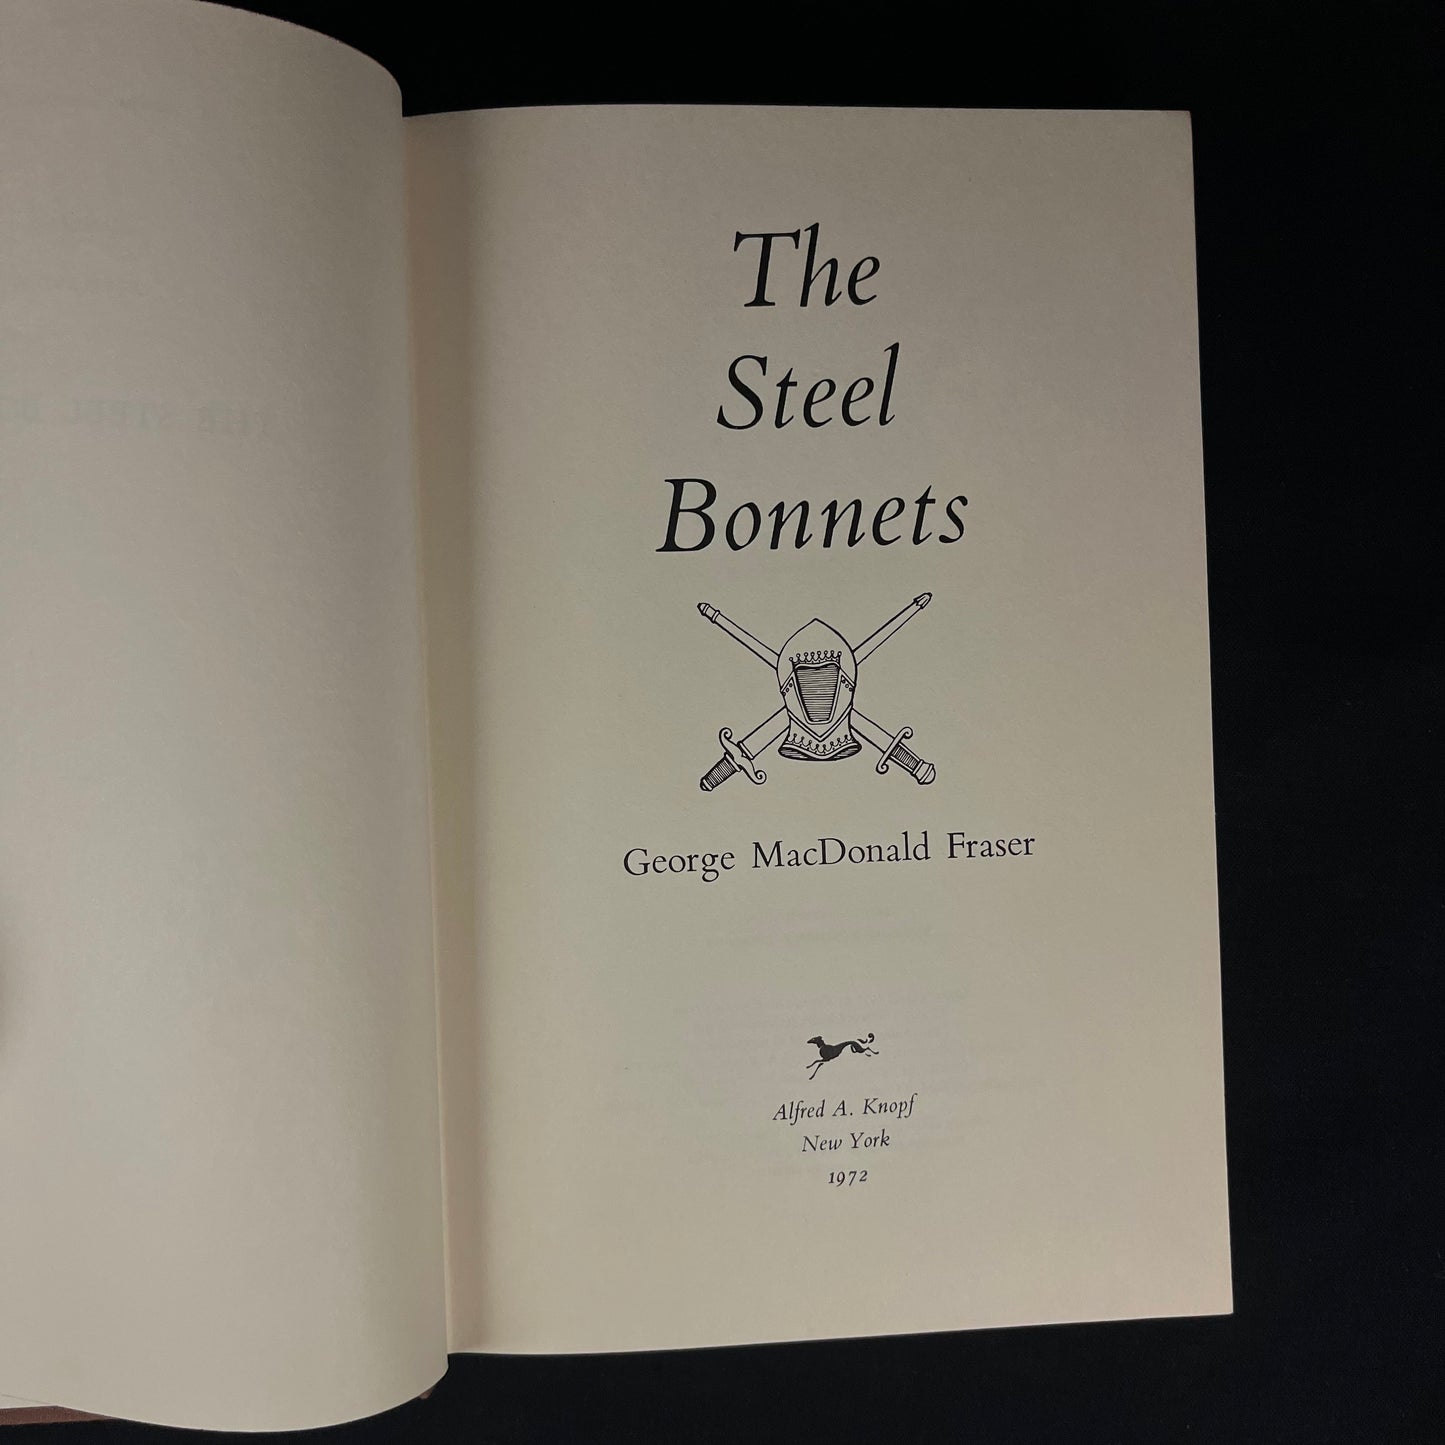 The
Steel
Bonnets
George MacDonald Fraser
Alfred A. Knopf
New York
1972